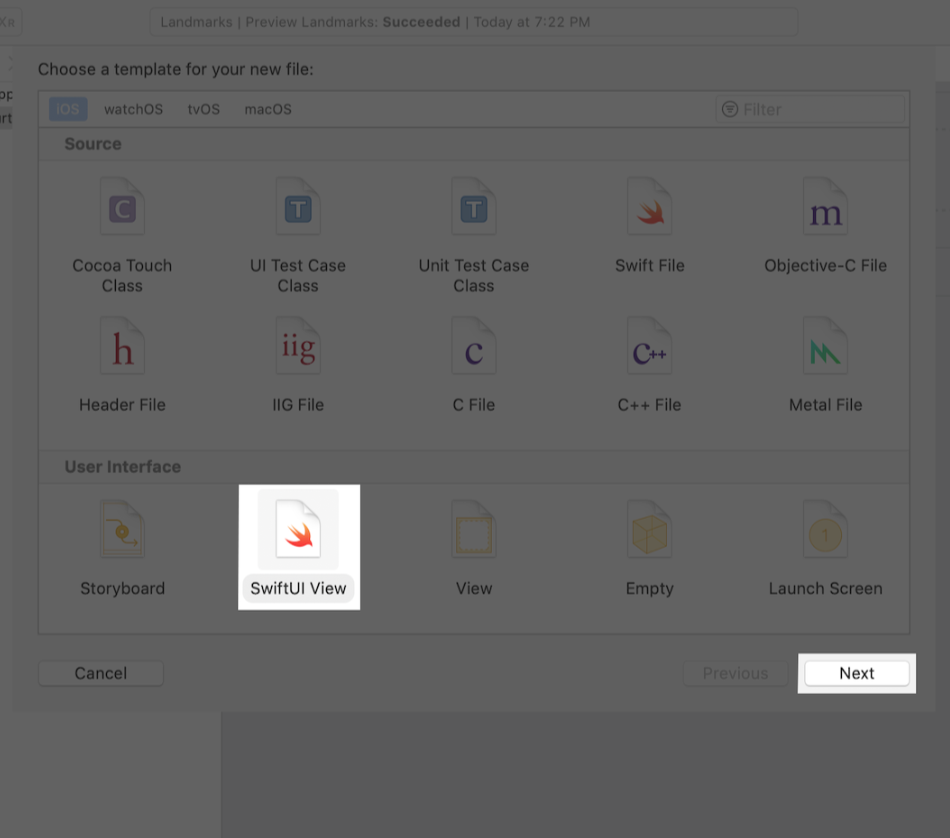 Landmarks | Preview Landmarks: Succeeded | Today at 7:22 PM
Choose a template for your new file:
iOS watchOS tvOS macOS Filter
Source
C T T m
Cocoa Touch Class
UI Test Case Class
Unit Test Case Class
Swift File
Objective-C File
h iig c C++
Header File
IIG File
C File
C++ File
Metal File
User Interface
1
Storyboard
SwiftUI View
View
Empty
Launch Screen
Cancel
Previous
Next